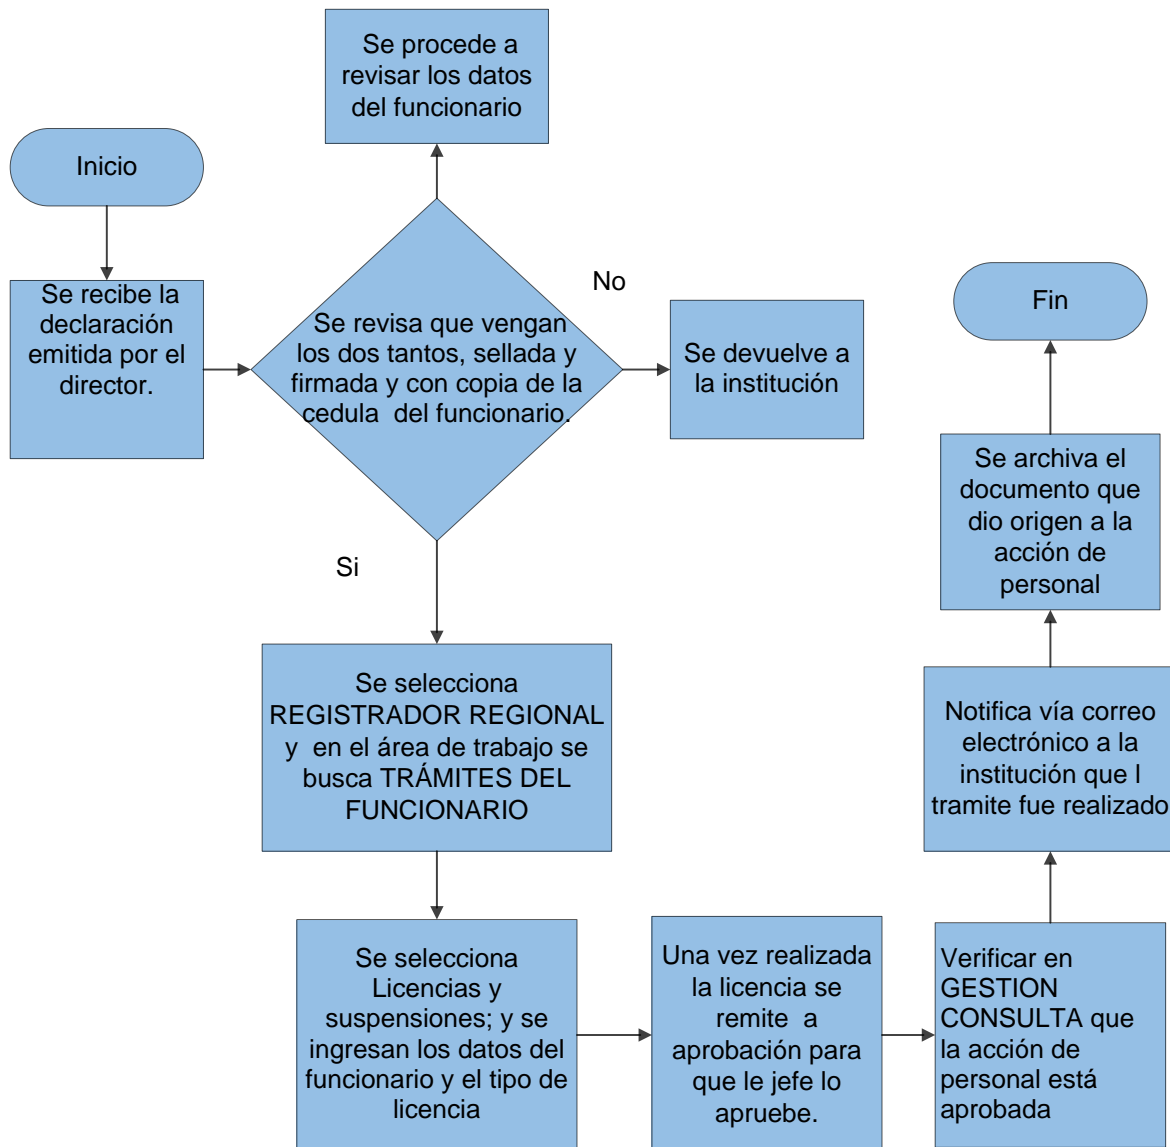 Se procede a
revisar los datos
del funcionario
Inicio
Se recibe la
declaración
emitida por el
director.
Se revisa que vengan
los dos tantos, sellada y
firmada y con copia de la
cedula del funcionario.
No
Se devuelve a
la institución
Si
Se selecciona
REGISTRADOR REGIONAL
y en el área de trabajo se
busca TRÁMITES DEL
FUNCIONARIO
Se selecciona
Licencias y
suspensiones; y se
ingresan los datos del
funcionario y el tipo de
licencia
Una vez realizada
la licencia se
remite a
aprobación para
que le jefe lo
apruebe.
Verificar en
GESTION
CONSULTA que
la acción de
personal está
aprobada
Notifica vía correo
electrónico a la
institución que l
tramite fue realizado
Se archiva el
documento que
dio origen a la
acción de
personal
Fin